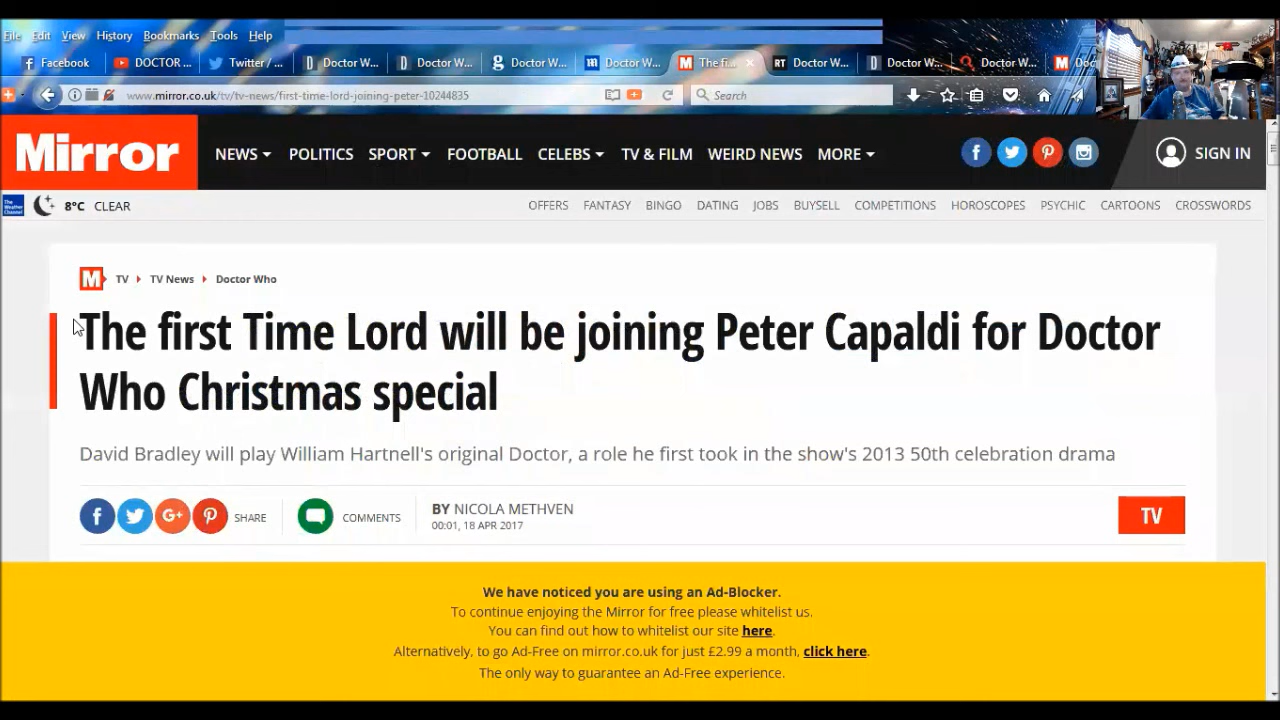 File Edit View History Bookmarks Tools Help
Facebook DOCTOR ... Twitter / ... Doctor W... Doctor W... Doctor W... Doctor W... The fi... Doctor W... Doctor W... Doctor W...
www.mirror.co.uk/tv/tv-news/first-time-lord-joining-peter-10244835 Search
Mirror NEWS POLITICS SPORT FOOTBALL CELEBS TV & FILM WEIRD NEWS MORE SIGN IN
8°C CLEAR OFFERS FANTASY BINGO DATING JOBS BUYSELL COMPETITIONS HOROSCOPES PSYCHIC CARTOONS CROSSWORDS
M TV TV News Doctor Who
The first Time Lord will be joining Peter Capaldi for Doctor
Who Christmas special
David Bradley will play William Hartnell's original Doctor, a role he first took in the show's 2013 50th celebration drama
SHARE COMMENTS BY NICOLA METHVEN TV
00:01, 18 APR 2017
We have noticed you are using an Ad-Blocker.
To continue enjoying the Mirror for free please whitelist us.
You can find out how to whitelist our site here.
Alternatively, to go Ad-Free on mirror.co.uk for just £2.99 a month, click here.
The only way to guarantee an Ad-Free experience.